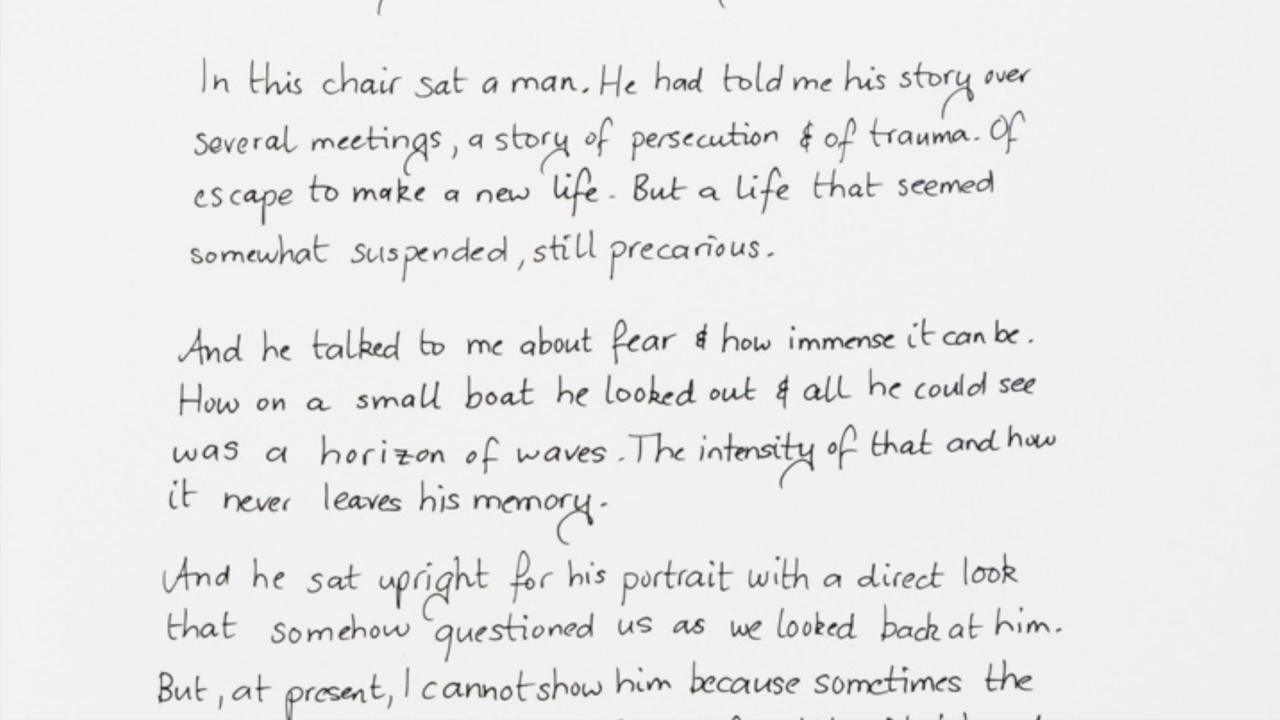 In this chair sat a man. He had told me his story over
several meetings, a story of persecution & of trauma. Of
escape to make a new life. But a life that seemed
somewhat suspended, still precarious.
And he talked to me about fear & how immense it can be.
How on a small boat he looked out & all he could see
was a horizon of waves. The intensity of that and how
it never leaves his memory.
And he sat upright for his portrait with a direct look
that somehow questioned us as we looked back at him.
But, at present, I cannot show him because sometimes the